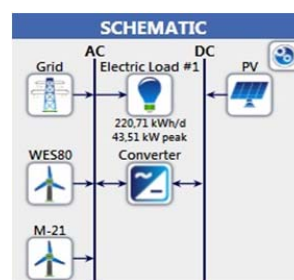 SCHEMATIC
AC DC
Grid Electric Load #1 PV
220,71 kWh/d
43,51 kW peak
WES80 Converter
M-21